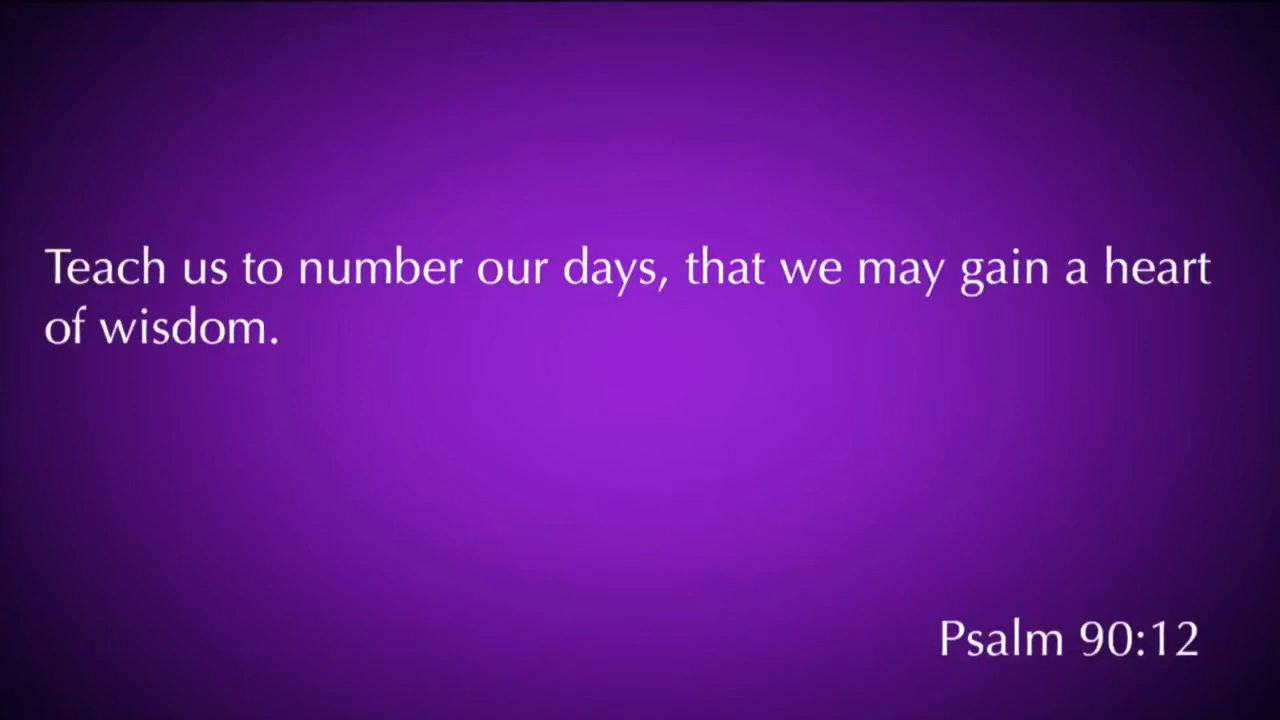 Teach us to number our days, that we may gain a heart
of wisdom.
Psalm 90:12